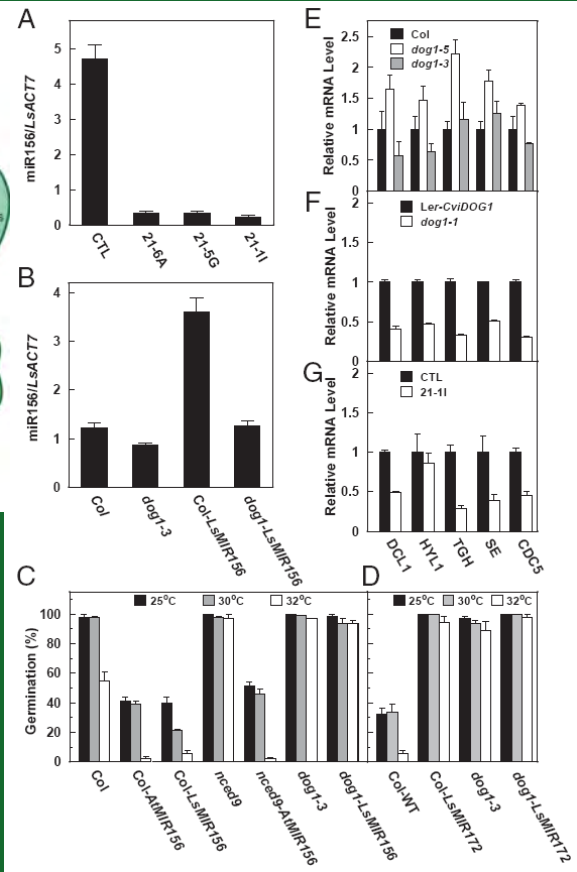 A
miR156/LsACT7
5
4
3
2
1
0
CTL
21-6A
21-5G
21-1I
B
miR156/LsACT7
4
3
2
1
0
Col
dog1-3
Col-LsMIR156
dog1-LsMIR156
E
Relative mRNA Level
Col
dog1-5
dog1-3
2.5
2
1.5
1
0.5
0
F
Relative mRNA Level
Ler-CviDOG1
dog1-1
2
1.5
1
0.5
0
G
Relative mRNA Level
CTL
21-1I
2
1.5
1
0.5
0
DCL1
HYL1
TGH
SE
CDC5
C
Germination (%)
25°C 30°C 32°C
100
80
60
40
20
0
Col
Col-AtMIR156
Col-LsMIR156
nced9
nced9-AtMIR156
dog1-3
dog1-LsMIR156
D
25°C 30°C 32°C
Col-WT
Col-LsMIR172
dog1-3
dog1-LsMIR172